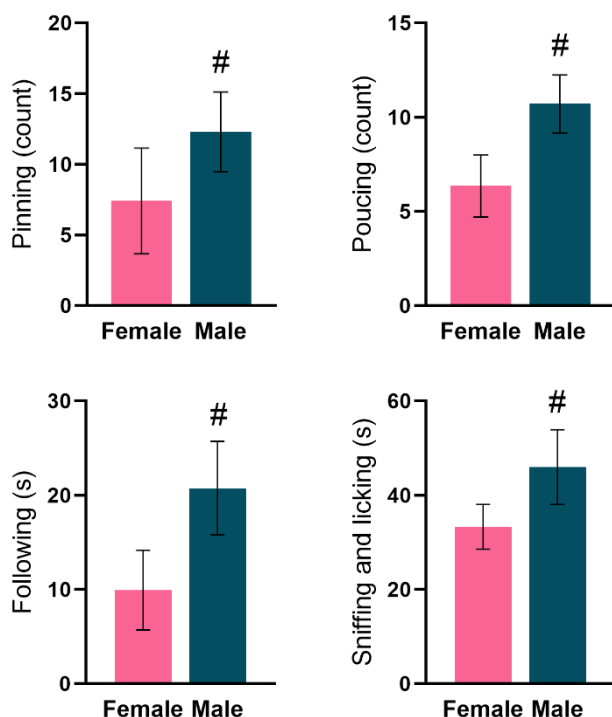 Pinning (count)
20
15
10
5
0
#
Female Male
Poucing (count)
15
10
5
0
#
Female Male
Following (s)
30
20
10
0
#
Female Male
Sniffing and licking (s)
60
40
20
0
#
Female Male